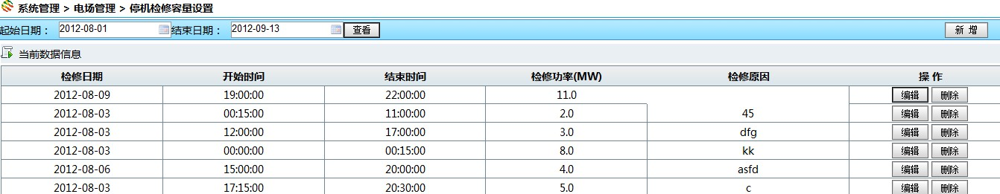 系统管理 > 电场管理 > 停机检修容量设置
起始日期： 2012-08-01 结束日期： 2012-09-13 查看 新 增
当前数据信息
检修日期 开始时间 结束时间 检修功率(MW) 检修原因 操 作
2012-08-09 19:00:00 22:00:00 11.0 编辑 删除
2012-08-03 00:15:00 11:00:00 2.0 45 编辑 删除
2012-08-03 12:00:00 17:00:00 3.0 dfg 编辑 删除
2012-08-03 00:00:00 00:15:00 8.0 kk 编辑 删除
2012-08-06 15:00:00 20:00:00 4.0 asfd 编辑 删除
2012-08-03 17:15:00 20:30:00 5.0 c 编辑 删除